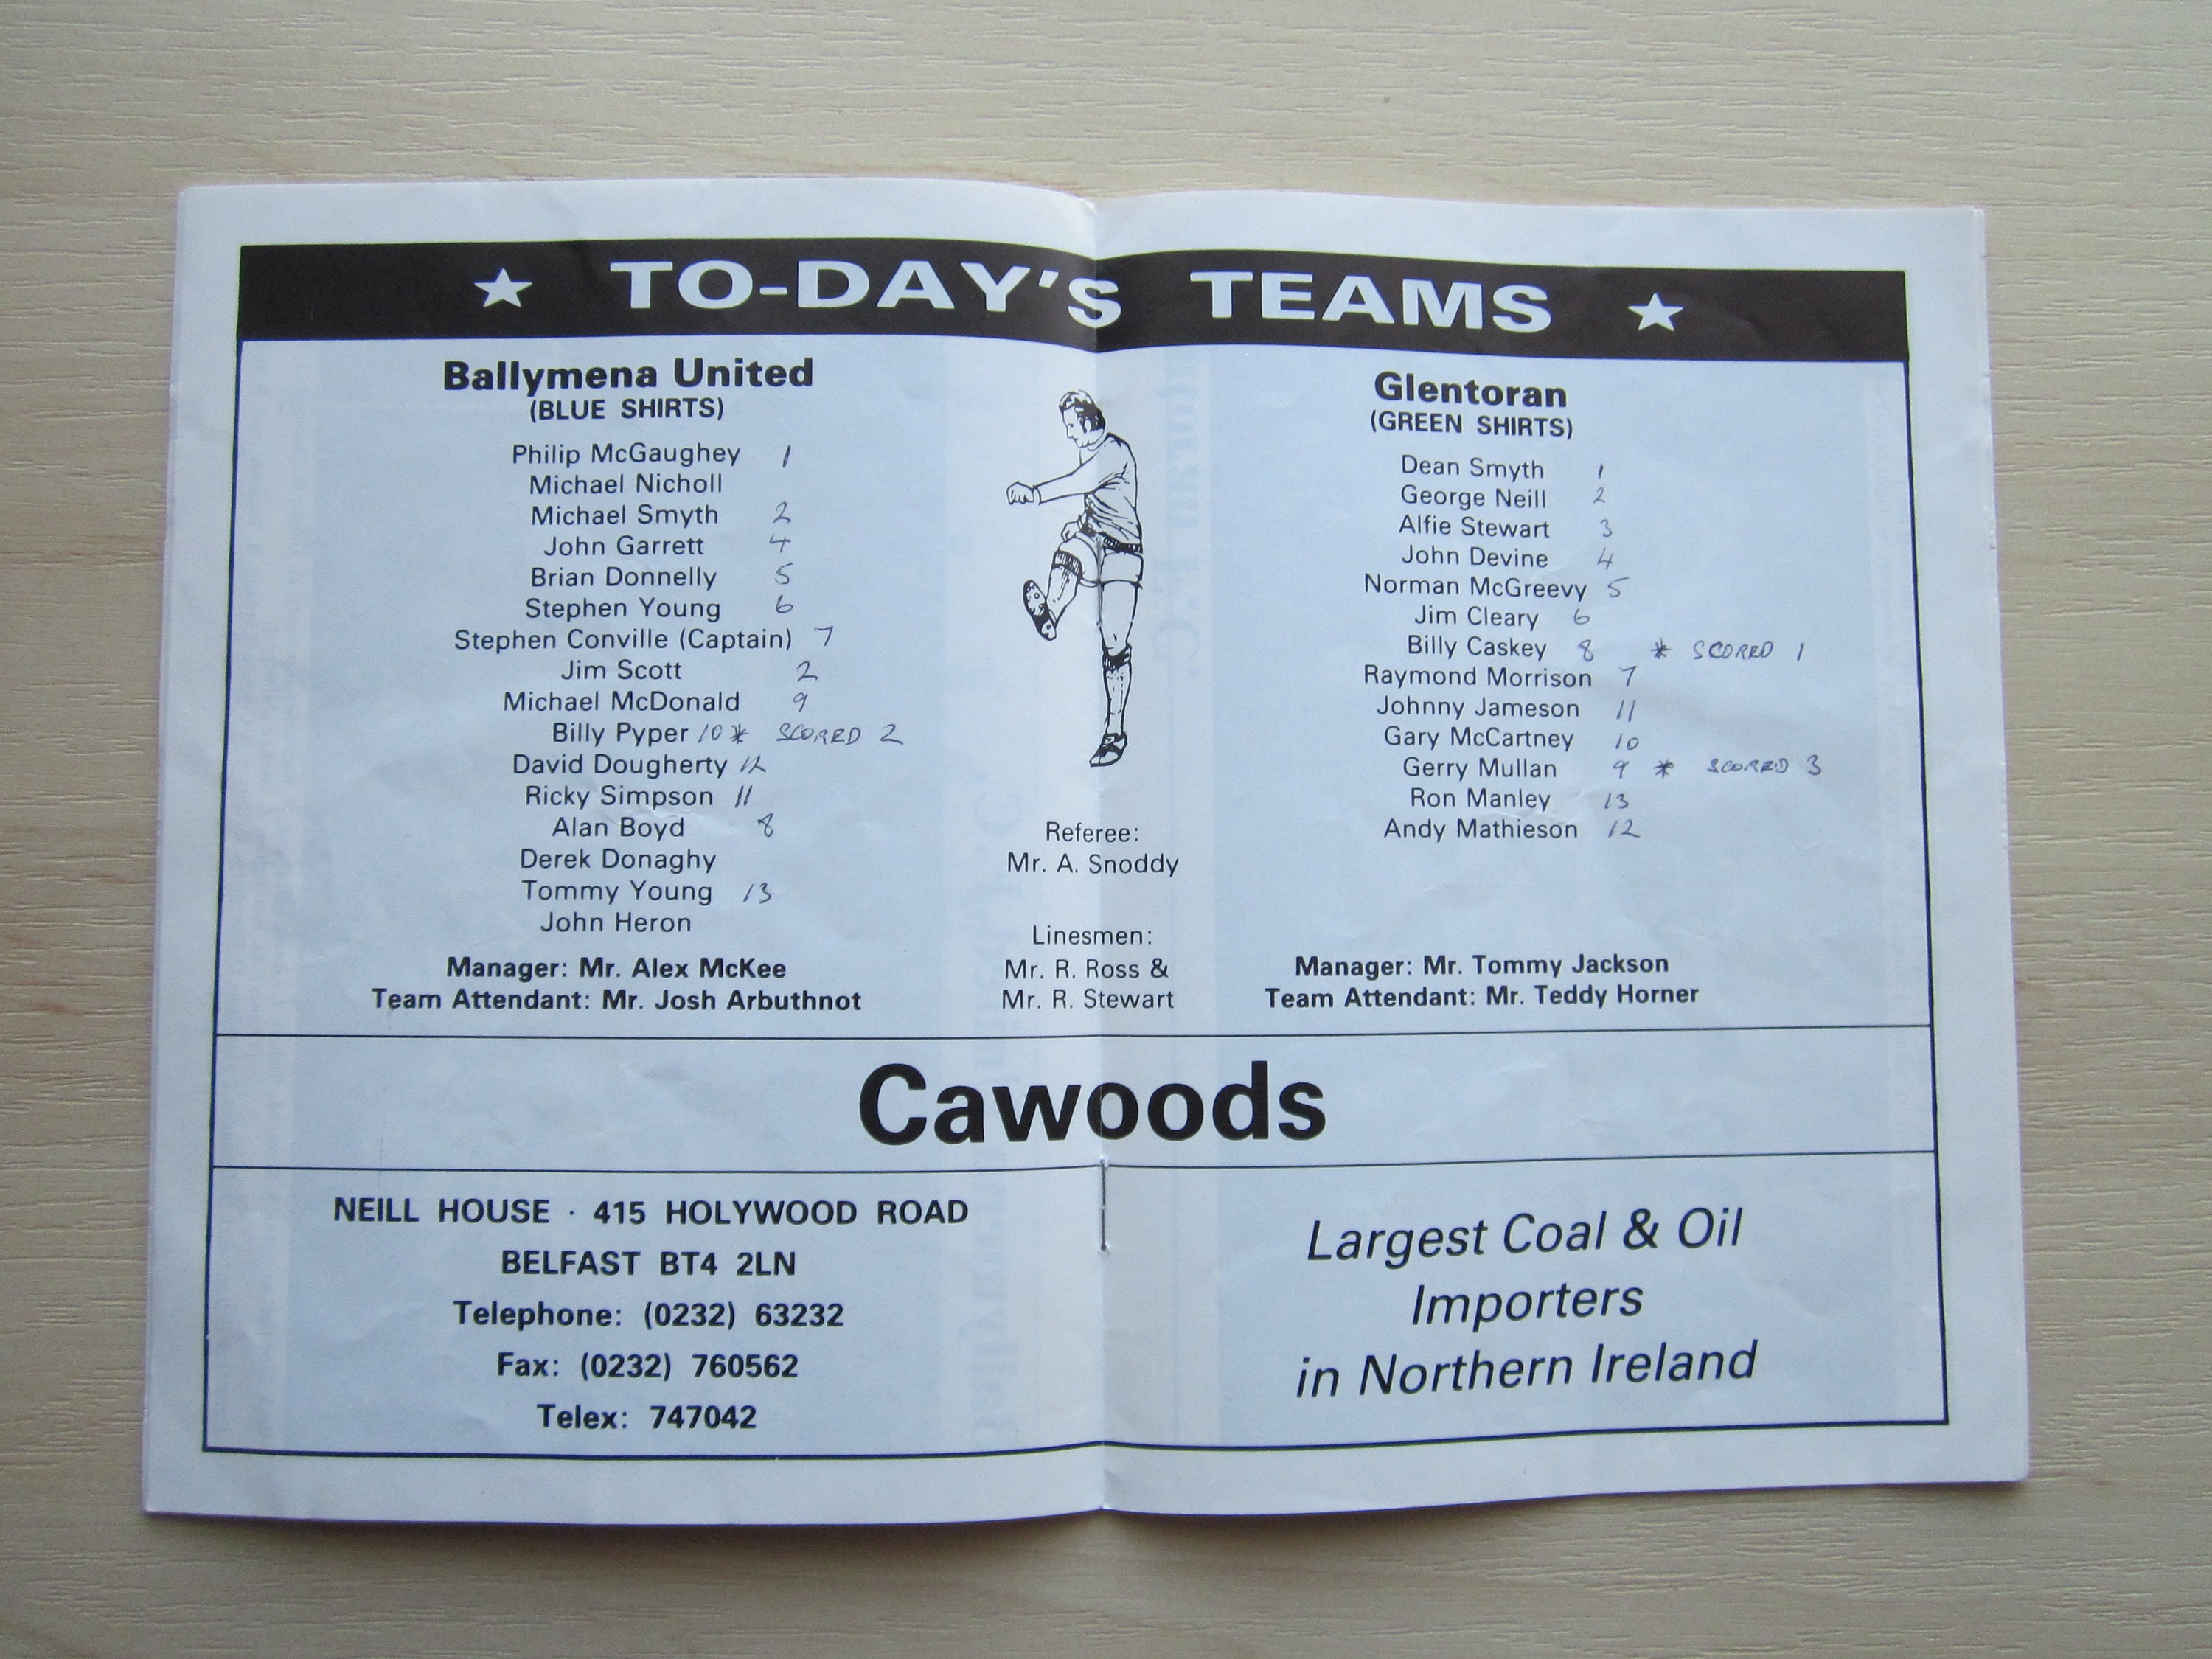 ★ TO-DAY's TEAMS ★
Ballymena United
(BLUE SHIRTS)
Philip McGaughey 1
Michael Nicholl
Michael Smyth 2
John Garrett 4
Brian Donnelly 5
Stephen Young 6
Stephen Conville (Captain) 7
Jim Scott 2
Michael McDonald 9
Billy Pyper 10 * SCORED 2
David Dougherty 12
Ricky Simpson 11
Alan Boyd 8
Derek Donaghy
Tommy Young 13
John Heron
Manager: Mr. Alex McKee
Team Attendant: Mr. Josh Arbuthnot
Referee:
Mr. A. Snoddy
Linesmen:
Mr. R. Ross &
Mr. R. Stewart
Glentoran
(GREEN SHIRTS)
Dean Smyth 1
George Neill 2
Alfie Stewart 3
John Devine 4
Norman McGreevy 5
Jim Cleary 6
Billy Caskey 8 * SCORED 1
Raymond Morrison 7
Johnny Jameson 11
Gary McCartney 10
Gerry Mullan 9 * SCORED 3
Ron Manley 13
Andy Mathieson 12
Manager: Mr. Tommy Jackson
Team Attendant: Mr. Teddy Horner
Cawoods
NEILL HOUSE · 415 HOLYWOOD ROAD
BELFAST BT4 2LN
Telephone: (0232) 63232
Fax: (0232) 760562
Telex: 747042
Largest Coal & Oil
Importers
in Northern Ireland